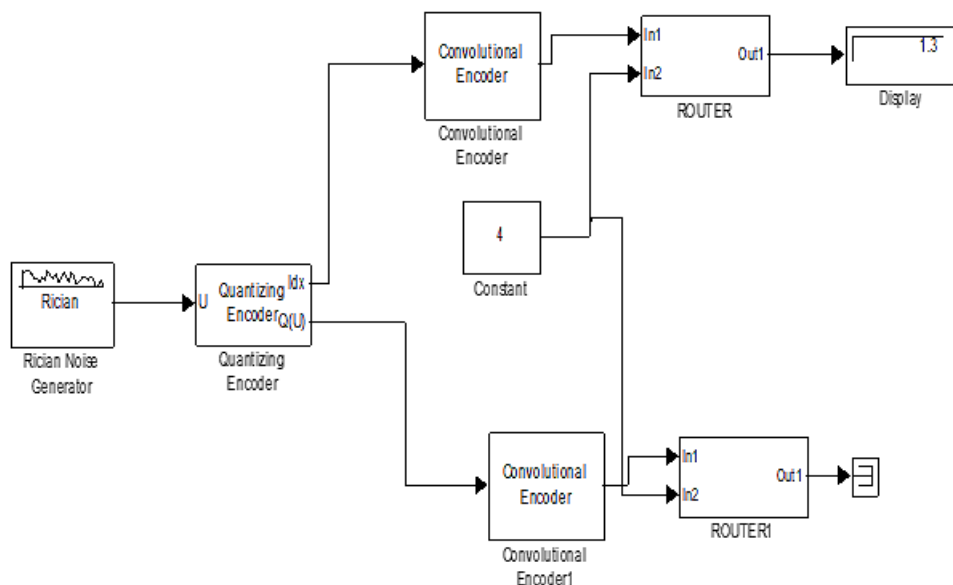 Convolutional
Encoder
Convolutional
Encoder
In1
In2
Out1
ROUTER
1.3
Display
4
Constant
Rician
Rician Noise
Generator
U
Quantizing
Encoder
Idx
Q(U)
Quantizing
Encoder
Convolutional
Encoder
Convolutional
Encoder1
In1
In2
Out1
ROUTER1